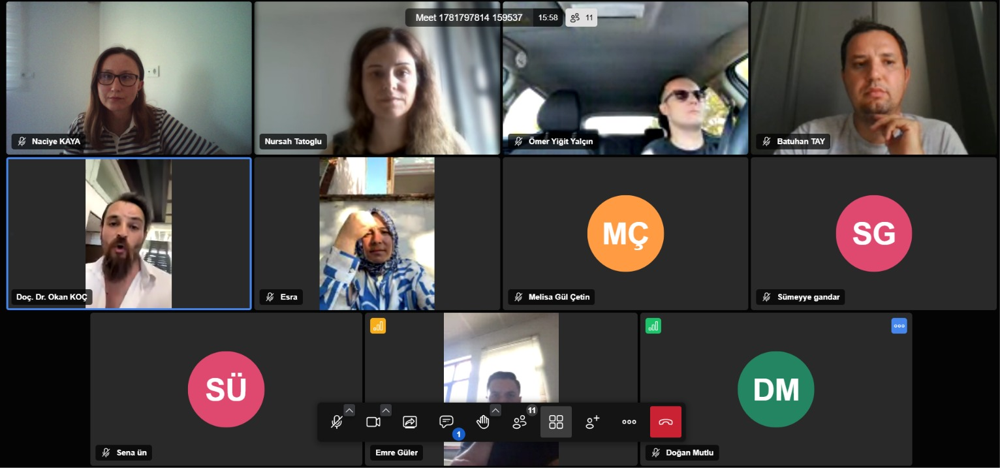 Meet 1781797814 159537
15:58
11
Naciye KAYA
Nursah Tatoglu
Ömer Yiğit Yalçın
Batuhan TAY
Doç. Dr. Okan KOÇ
Esra
MÇ
Melisa Gül Çetin
SG
Sümeyye gandar
SÜ
Sena ün
Emre Güler
DM
Doğan Mutlu
11
1